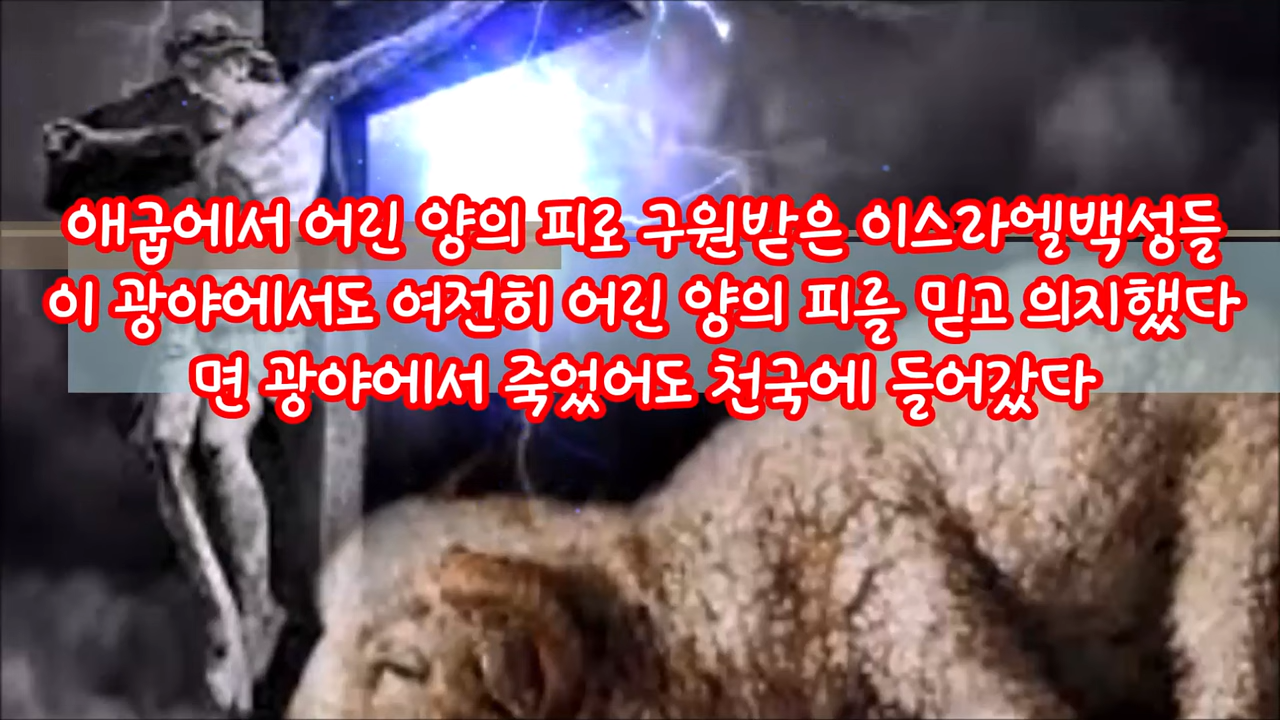 애굽에서 어린 양의 피로 구원받은 이스라엘백성들
이 광야에서도 여전히 어린 양의 피를 믿고 의지했다
면 광야에서 죽었어도 천국에 들어갔다